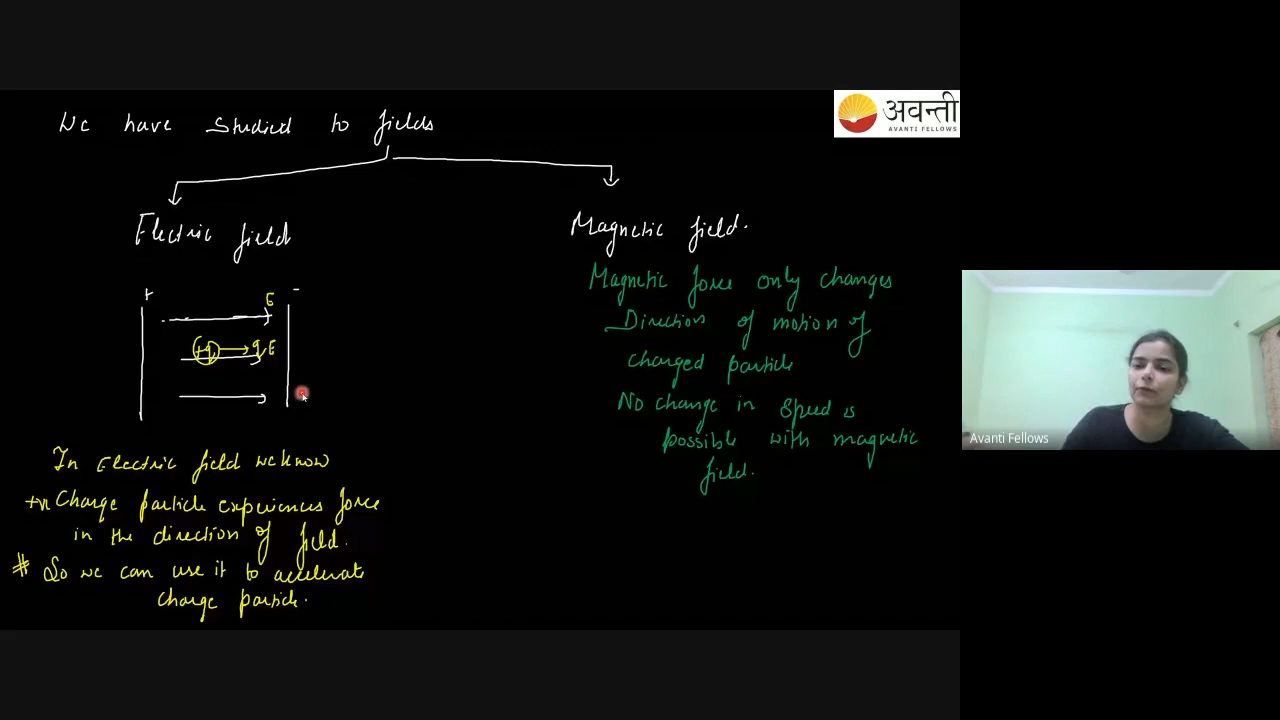 We have studied to fields
Electric field
Magnetic field.
+
-
E
+q
qE
In Electric field we know
+ve Charge particle experiences force
in the direction of field.
# So we can use it to accelerate
charge particle.
Magnetic force only changes
Direction of motion of
charged particle
No change in speed is
possible with magnetic
field.
अवन्ती
AVANTI FELLOWS
Avanti Fellows